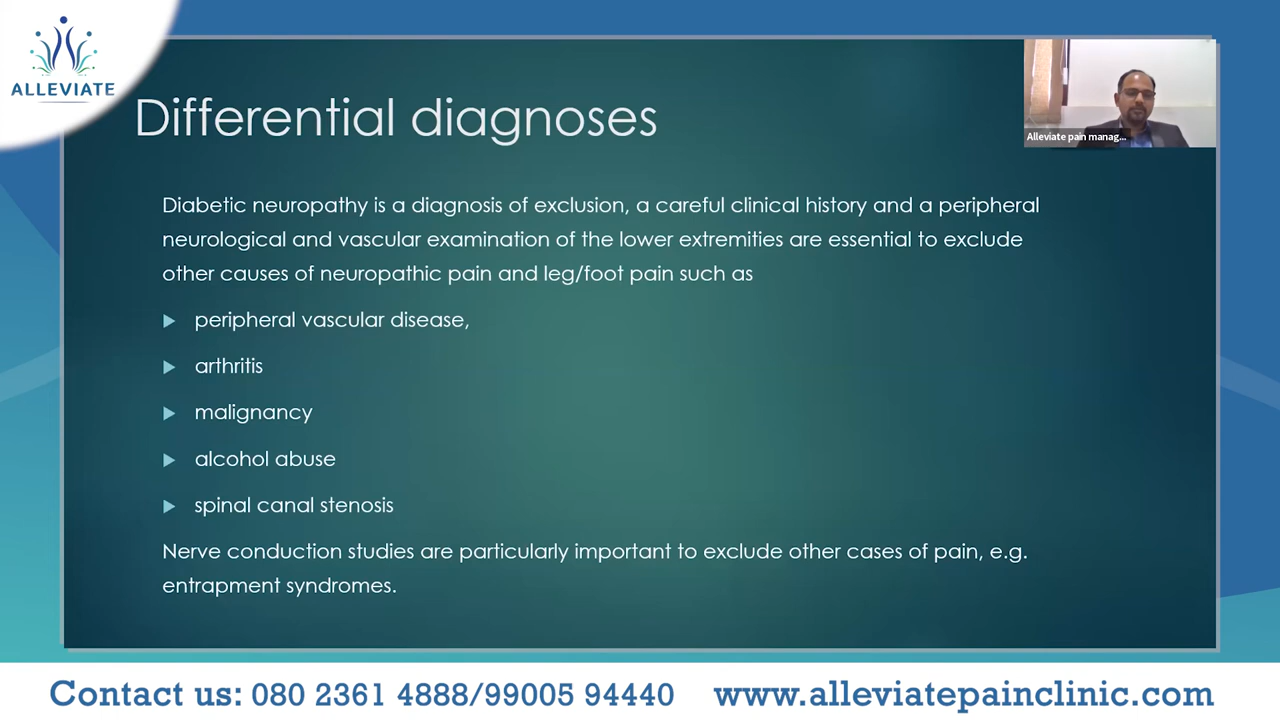 ALLEVIATE
Differential diagnoses
Alleviate pain manag...
Diabetic neuropathy is a diagnosis of exclusion, a careful clinical history and a peripheral
neurological and vascular examination of the lower extremities are essential to exclude
other causes of neuropathic pain and leg/foot pain such as
peripheral vascular disease,
arthritis
malignancy
alcohol abuse
spinal canal stenosis
Nerve conduction studies are particularly important to exclude other cases of pain, e.g.
entrapment syndromes.
Contact us: 080 2361 4888/99005 94440 www.alleviatepainclinic.com